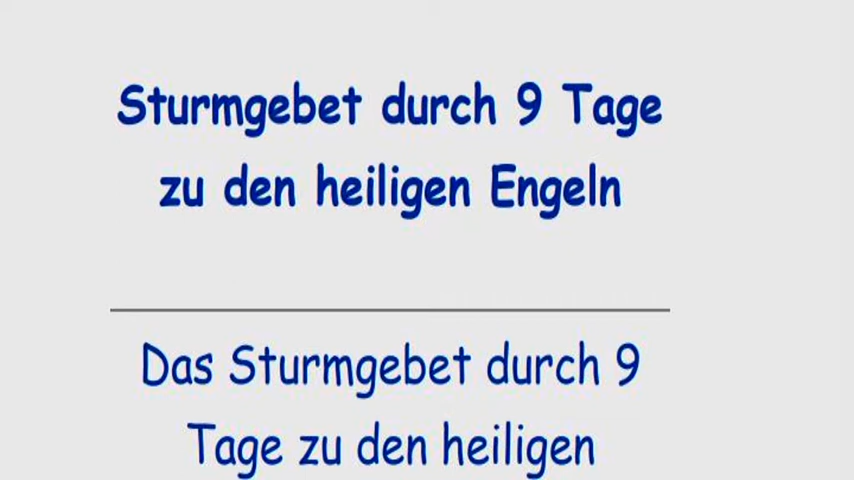 Sturmgebet durch 9 Tage
zu den heiligen Engeln
Das Sturmgebet durch 9
Tage zu den heiligen